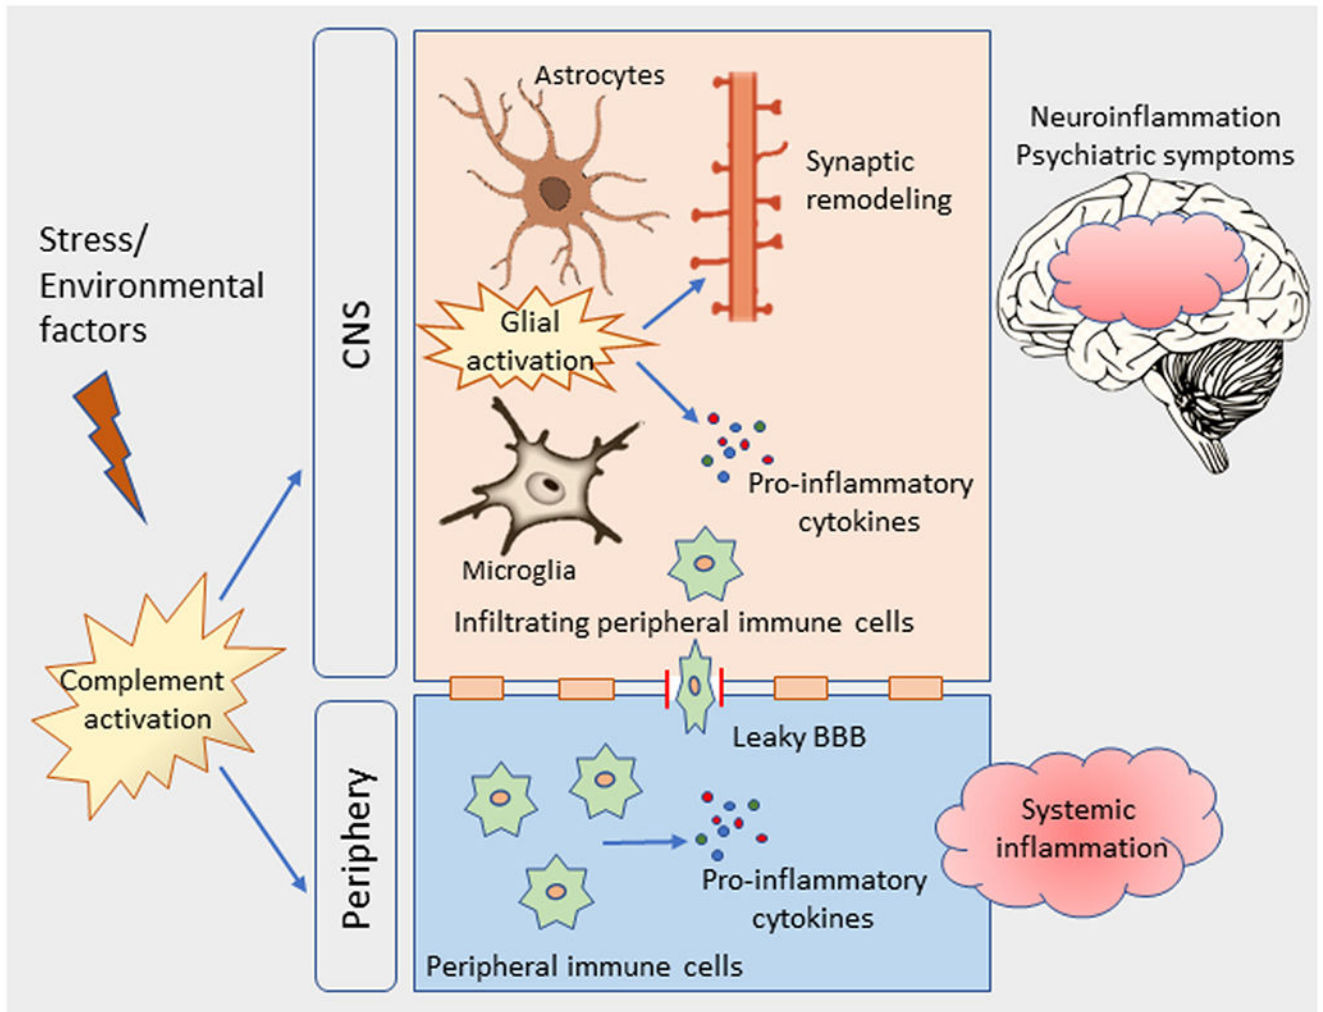 Stress/
Environmental
factors
Complement
activation
CNS
Periphery
Astrocytes
Synaptic
remodeling
Glial
activation
Pro-inflammatory
cytokines
Microglia
Infiltrating peripheral immune cells
Leaky BBB
Pro-inflammatory
cytokines
Peripheral immune cells
Neuroinflammation
Psychiatric symptoms
Systemic
inflammation